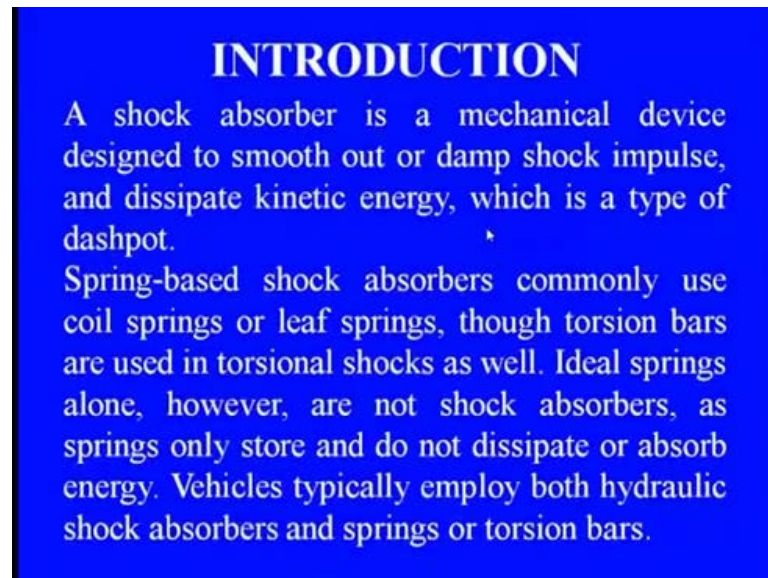 INTRODUCTION
A shock absorber is a mechanical device
designed to smooth out or damp shock impulse,
and dissipate kinetic energy, which is a type of
dashpot.
Spring-based shock absorbers commonly use
coil springs or leaf springs, though torsion bars
are used in torsional shocks as well. Ideal springs
alone, however, are not shock absorbers, as
springs only store and do not dissipate or absorb
energy. Vehicles typically employ both hydraulic
shock absorbers and springs or torsion bars.